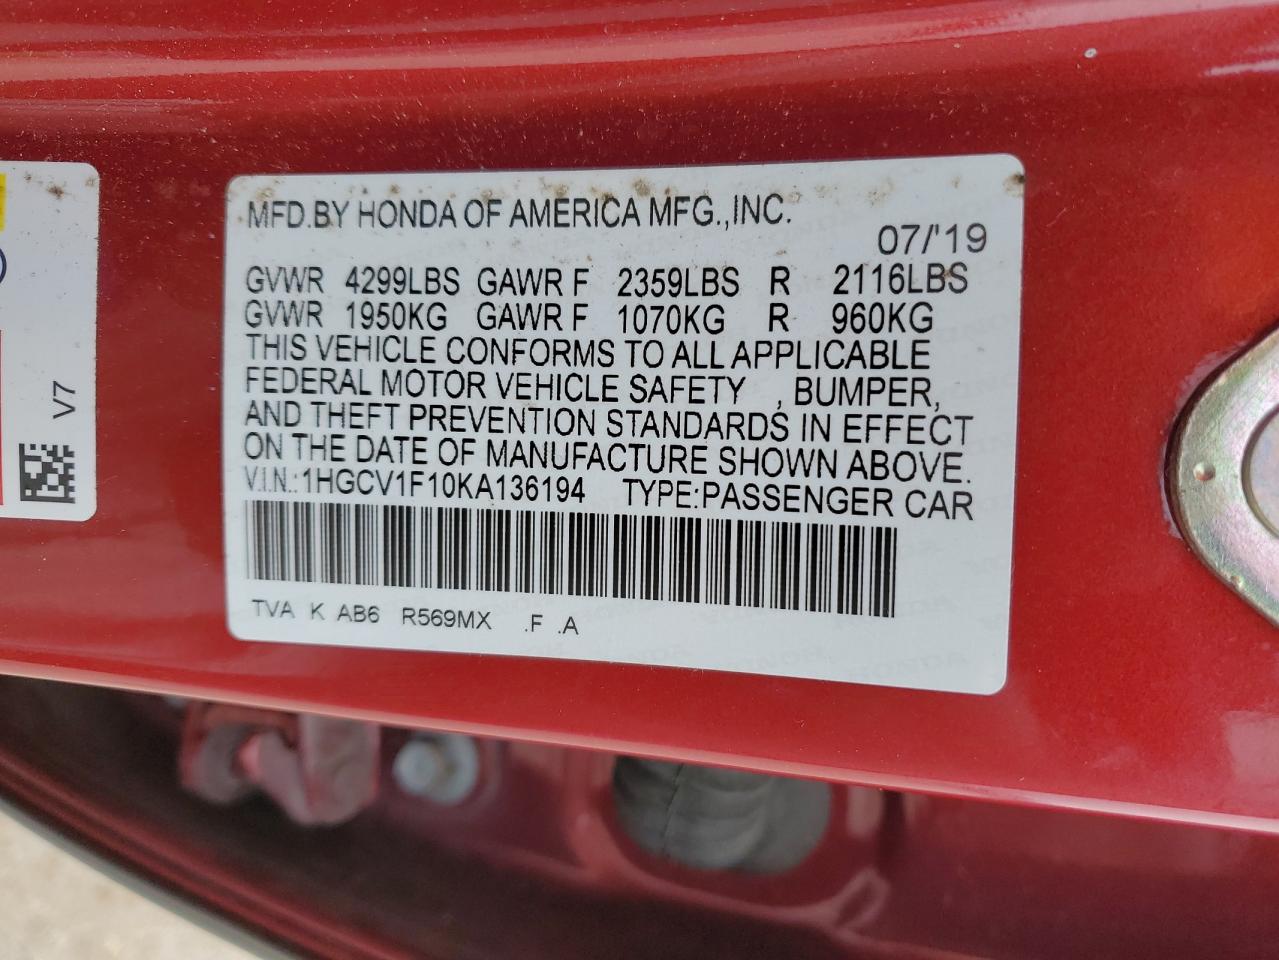 MFD.BY HONDA OF AMERICA MFG.,INC.
07/'19
GVWR 4299LBS GAWR F 2359LBS R 2116LBS
GVWR 1950KG GAWR F 1070KG R 960KG
THIS VEHICLE CONFORMS TO ALL APPLICABLE
FEDERAL MOTOR VEHICLE SAFETY , BUMPER,
AND THEFT PREVENTION STANDARDS IN EFFECT
ON THE DATE OF MANUFACTURE SHOWN ABOVE.
V.I.N.:1HGCV1F10KA136194 TYPE:PASSENGER CAR
TVA K AB6 R569MX .F .A
V7